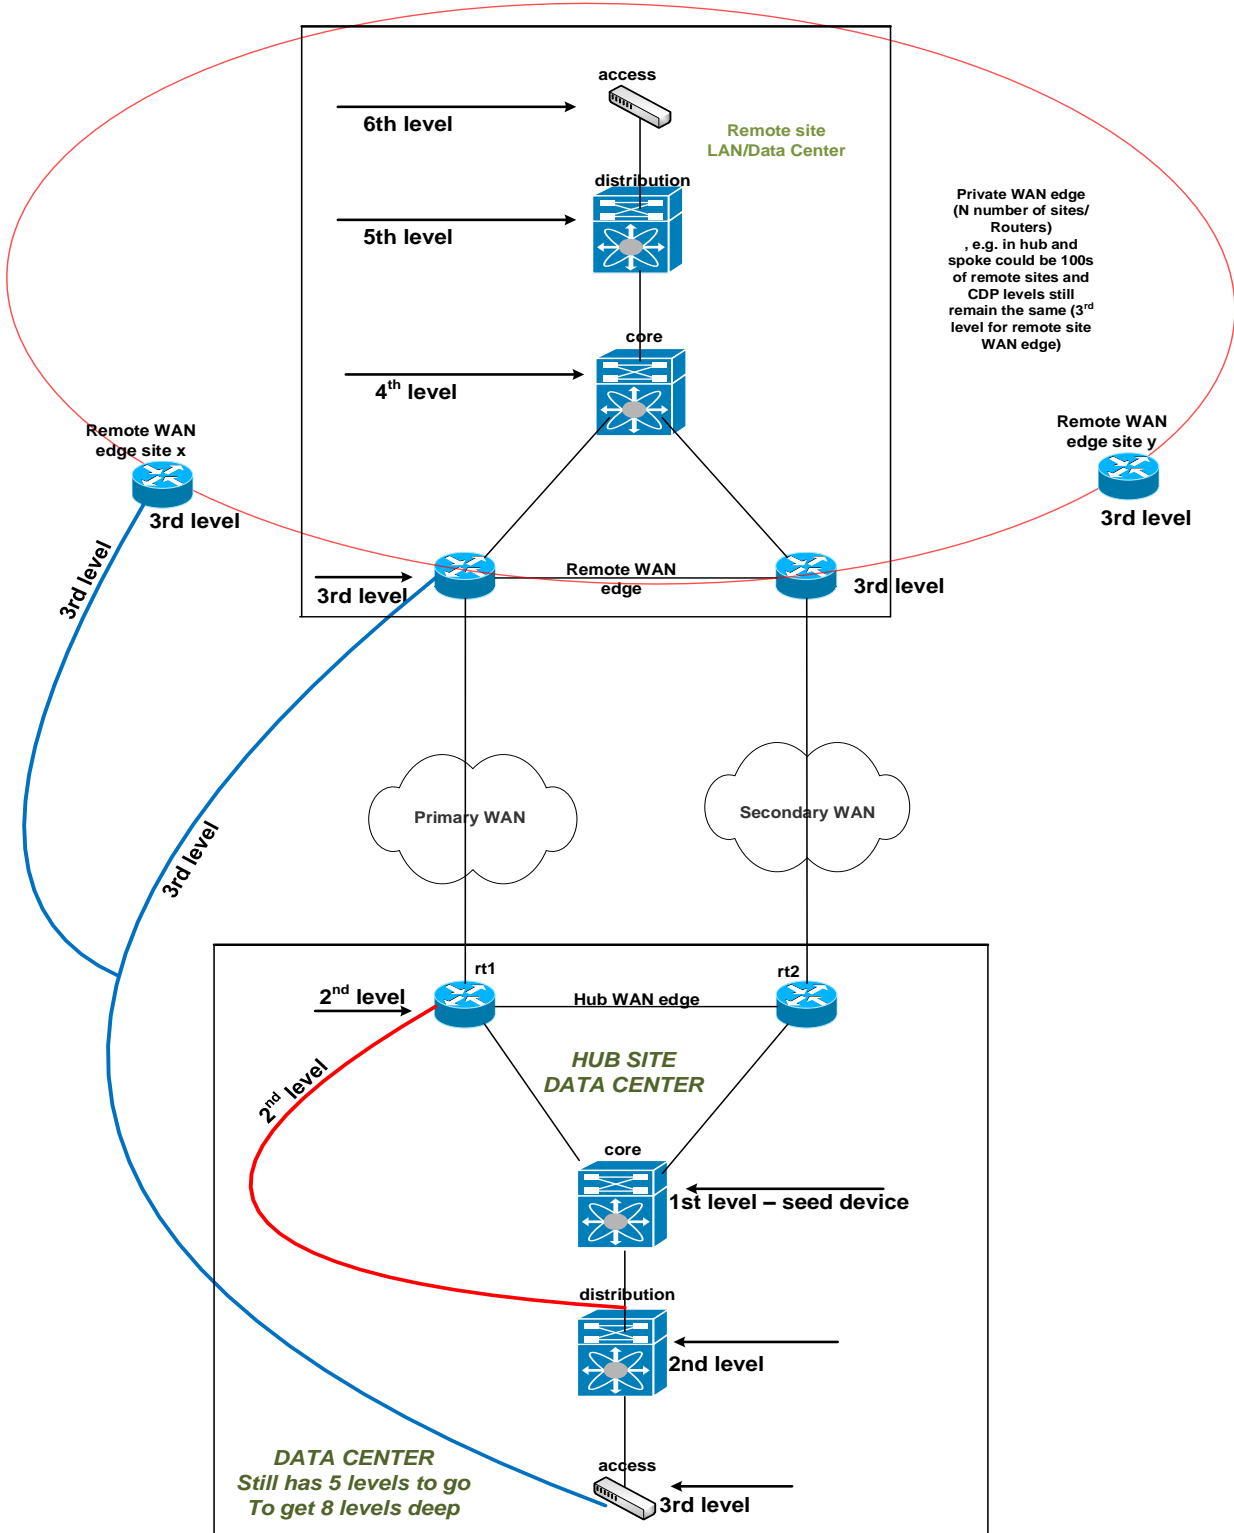 access
6th level
Remote site
LAN/Data Center
distribution
5th level
Private WAN edge
(N number of sites/
Routers)
, e.g. in hub and
spoke could be 100s
of remote sites and
CDP levels still
remain the same (3rd
level for remote site
WAN edge)
core
4th level
Remote WAN
edge site x
3rd level
Remote WAN
edge site y
3rd level
3rd level
Remote WAN
edge
3rd level
3rd level
3rd level
Primary WAN
Secondary WAN
rt1
rt2
2nd level
Hub WAN edge
HUB SITE
DATA CENTER
2nd level
core
1st level – seed device
distribution
2nd level
DATA CENTER
Still has 5 levels to go
To get 8 levels deep
access
3rd level